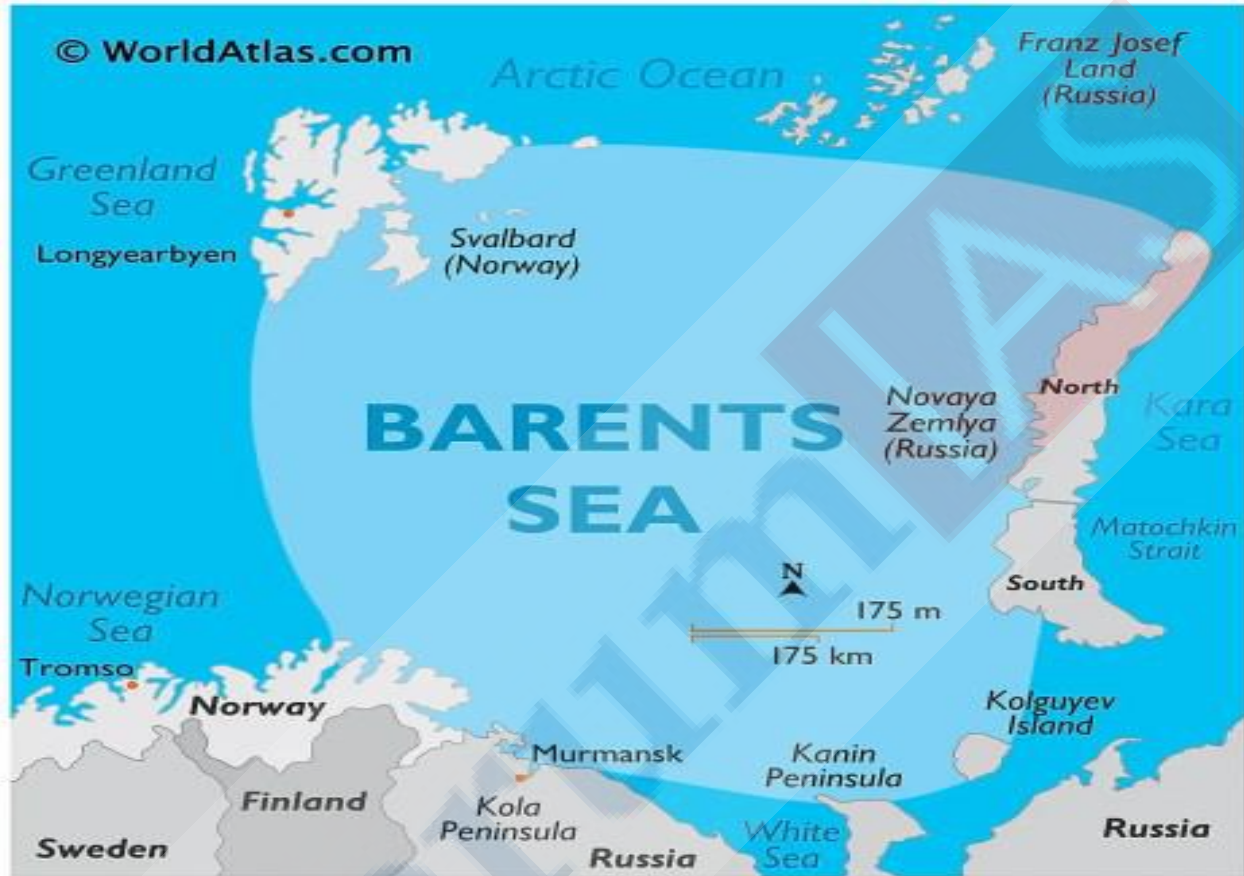 © WorldAtlas.com
Arctic Ocean
Franz Josef
Land
(Russia)
Greenland
Sea
Longyearbyen
Svalbard
(Norway)
BARENTS
SEA
Novaya
Zemlya
(Russia)
North
Kara
Sea
Matochkin
Strait
South
N
175 m
175 km
Norwegian
Sea
Tromso
Norway
Kolguyev
Island
Murmansk
Kanin
Peninsula
Finland
Kola
Peninsula
White
Sea
Sweden
Russia
Russia